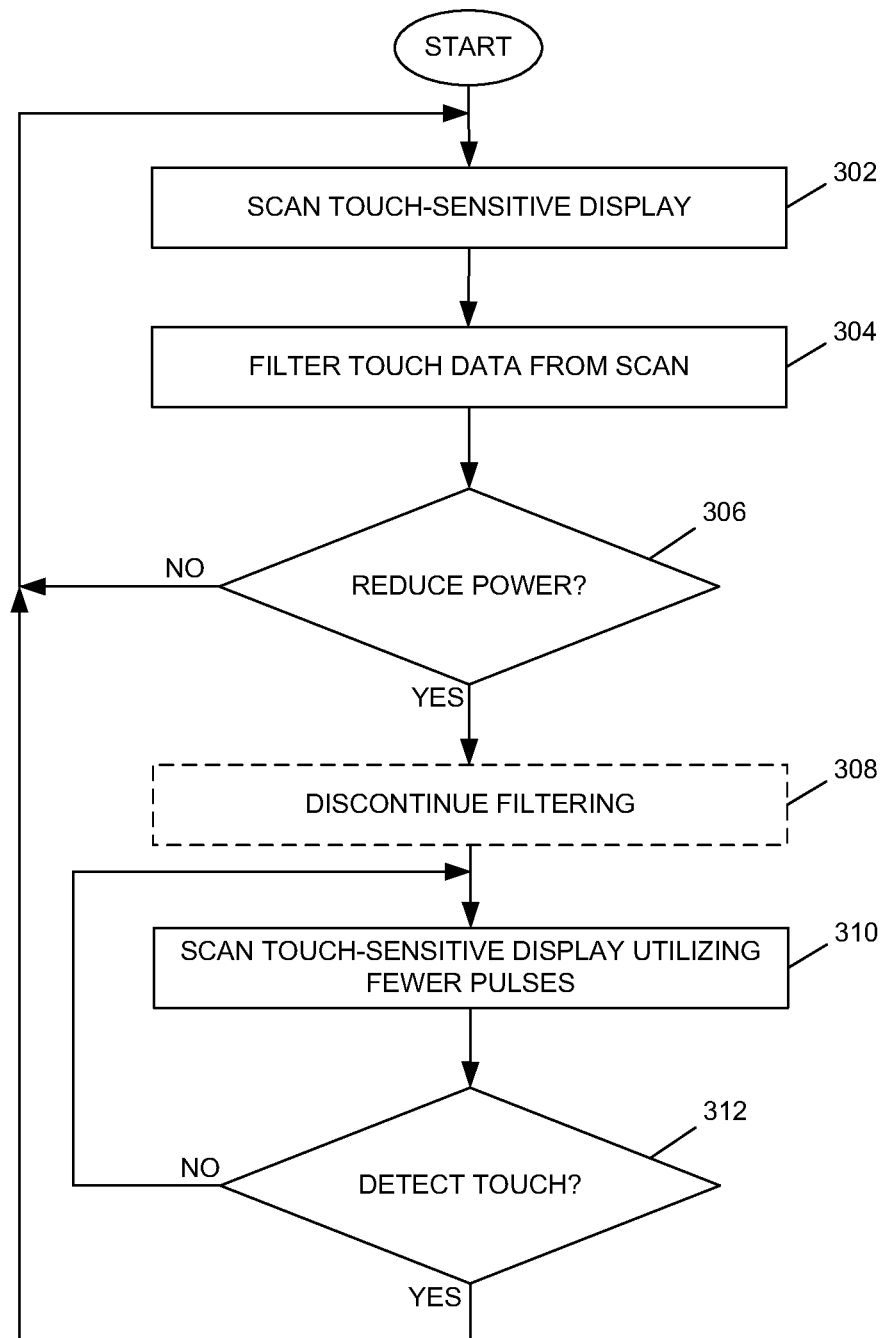 START
302
SCAN TOUCH-SENSITIVE DISPLAY
304
FILTER TOUCH DATA FROM SCAN
306
NO
REDUCE POWER?
YES
308
DISCONTINUE FILTERING
310
SCAN TOUCH-SENSITIVE DISPLAY UTILIZING
FEWER PULSES
312
NO
DETECT TOUCH?
YES